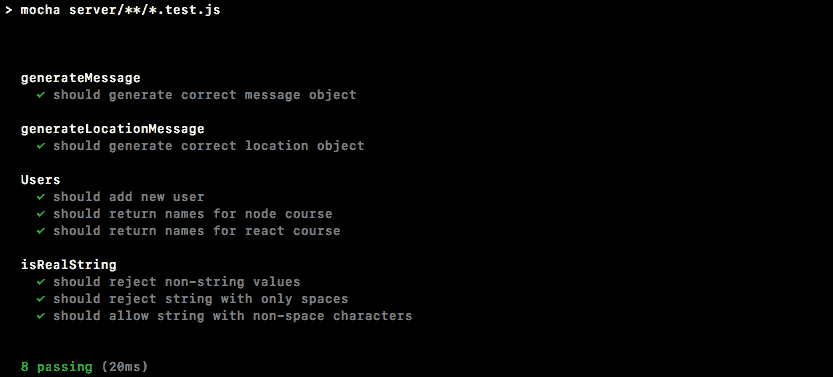 > mocha server/**/*.test.js
generateMessage
✓ should generate correct message object
generateLocationMessage
✓ should generate correct location object
Users
✓ should add new user
✓ should return names for node course
✓ should return names for react course
isRealString
✓ should reject non-string values
✓ should reject string with only spaces
✓ should allow string with non-space characters
8 passing (20ms)